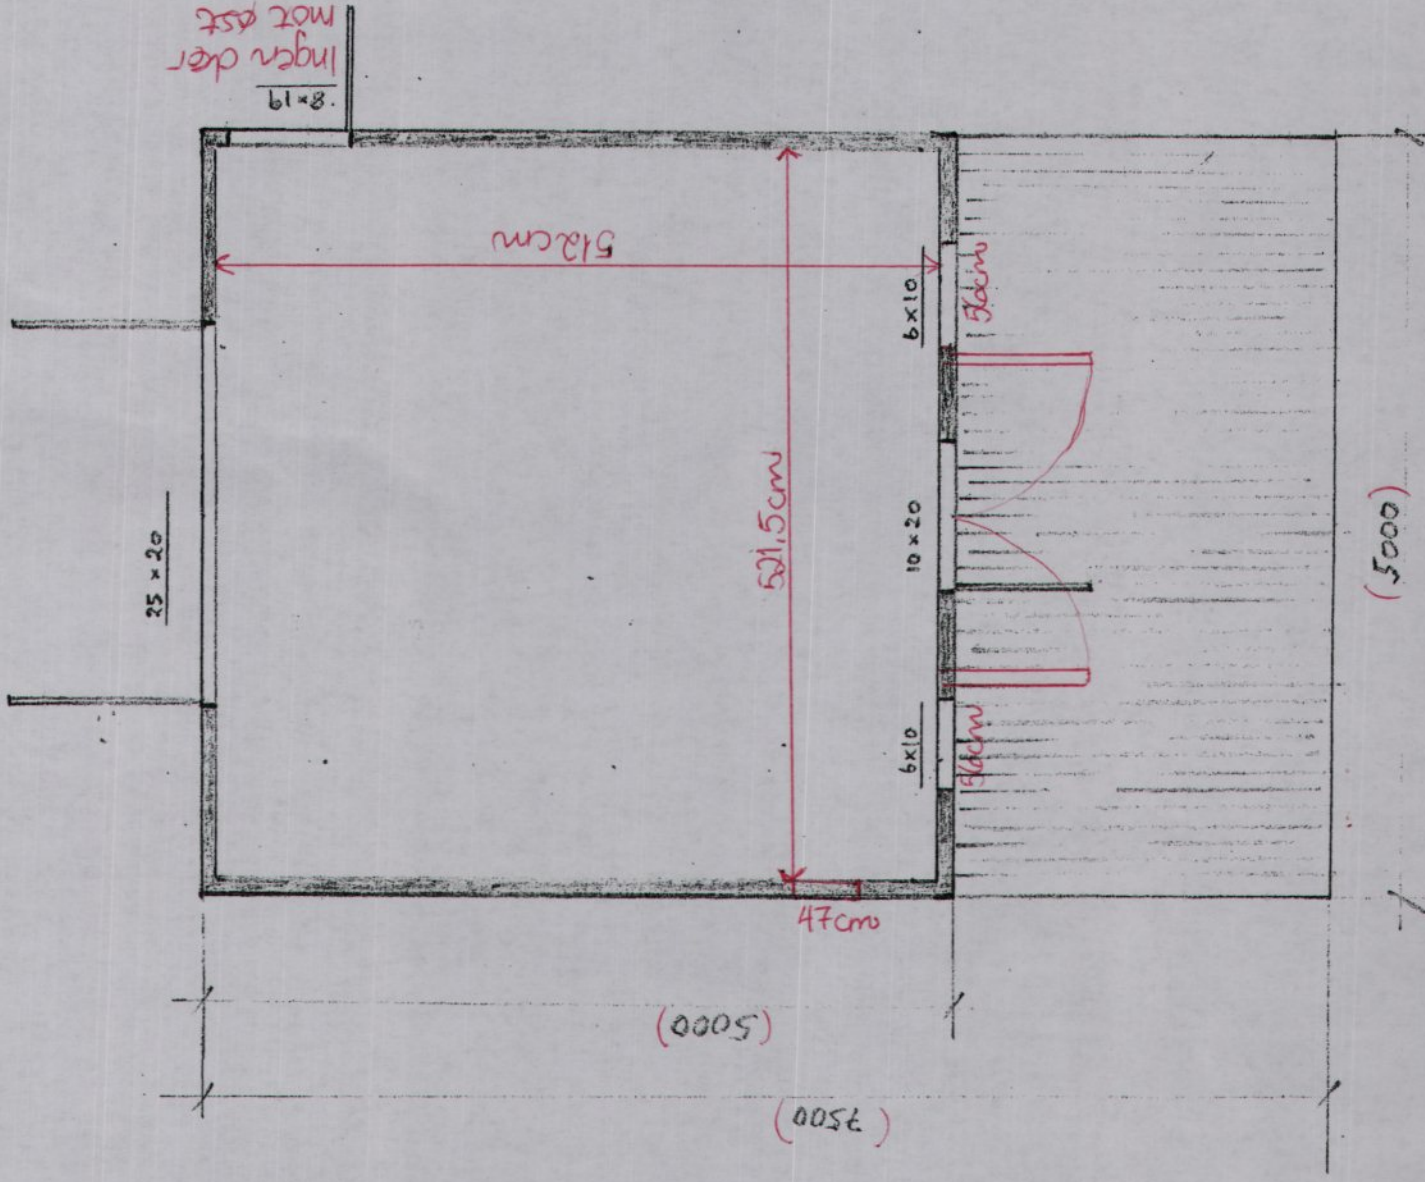 Ingen dør
mot øst
8×19
512cm
6×10
56cm
25 × 20
521,5cm
10 × 20
(5000)
6×10
56cm
47cm
(5000)
(7500)